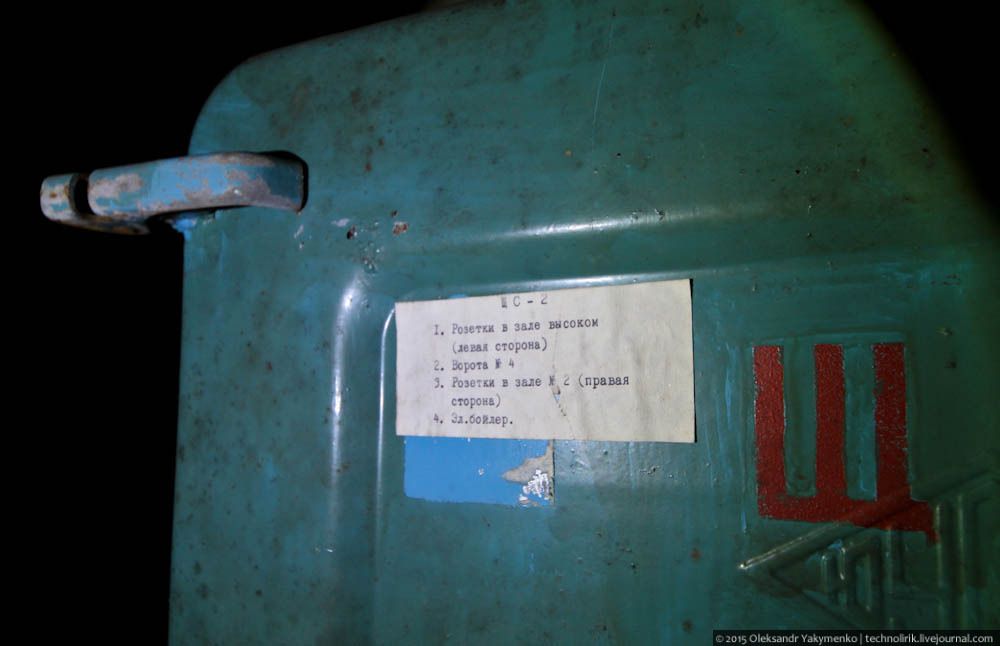 ЩС-2
1. Розетки в зале высоком
(левая сторона)
2. Ворота № 4
3. Розетки в зале № 2 (правая
сторона)
4. Эл.бойлер.
Щ
© 2015 Oleksandr Yakymenko | technolirik.livejournal.com